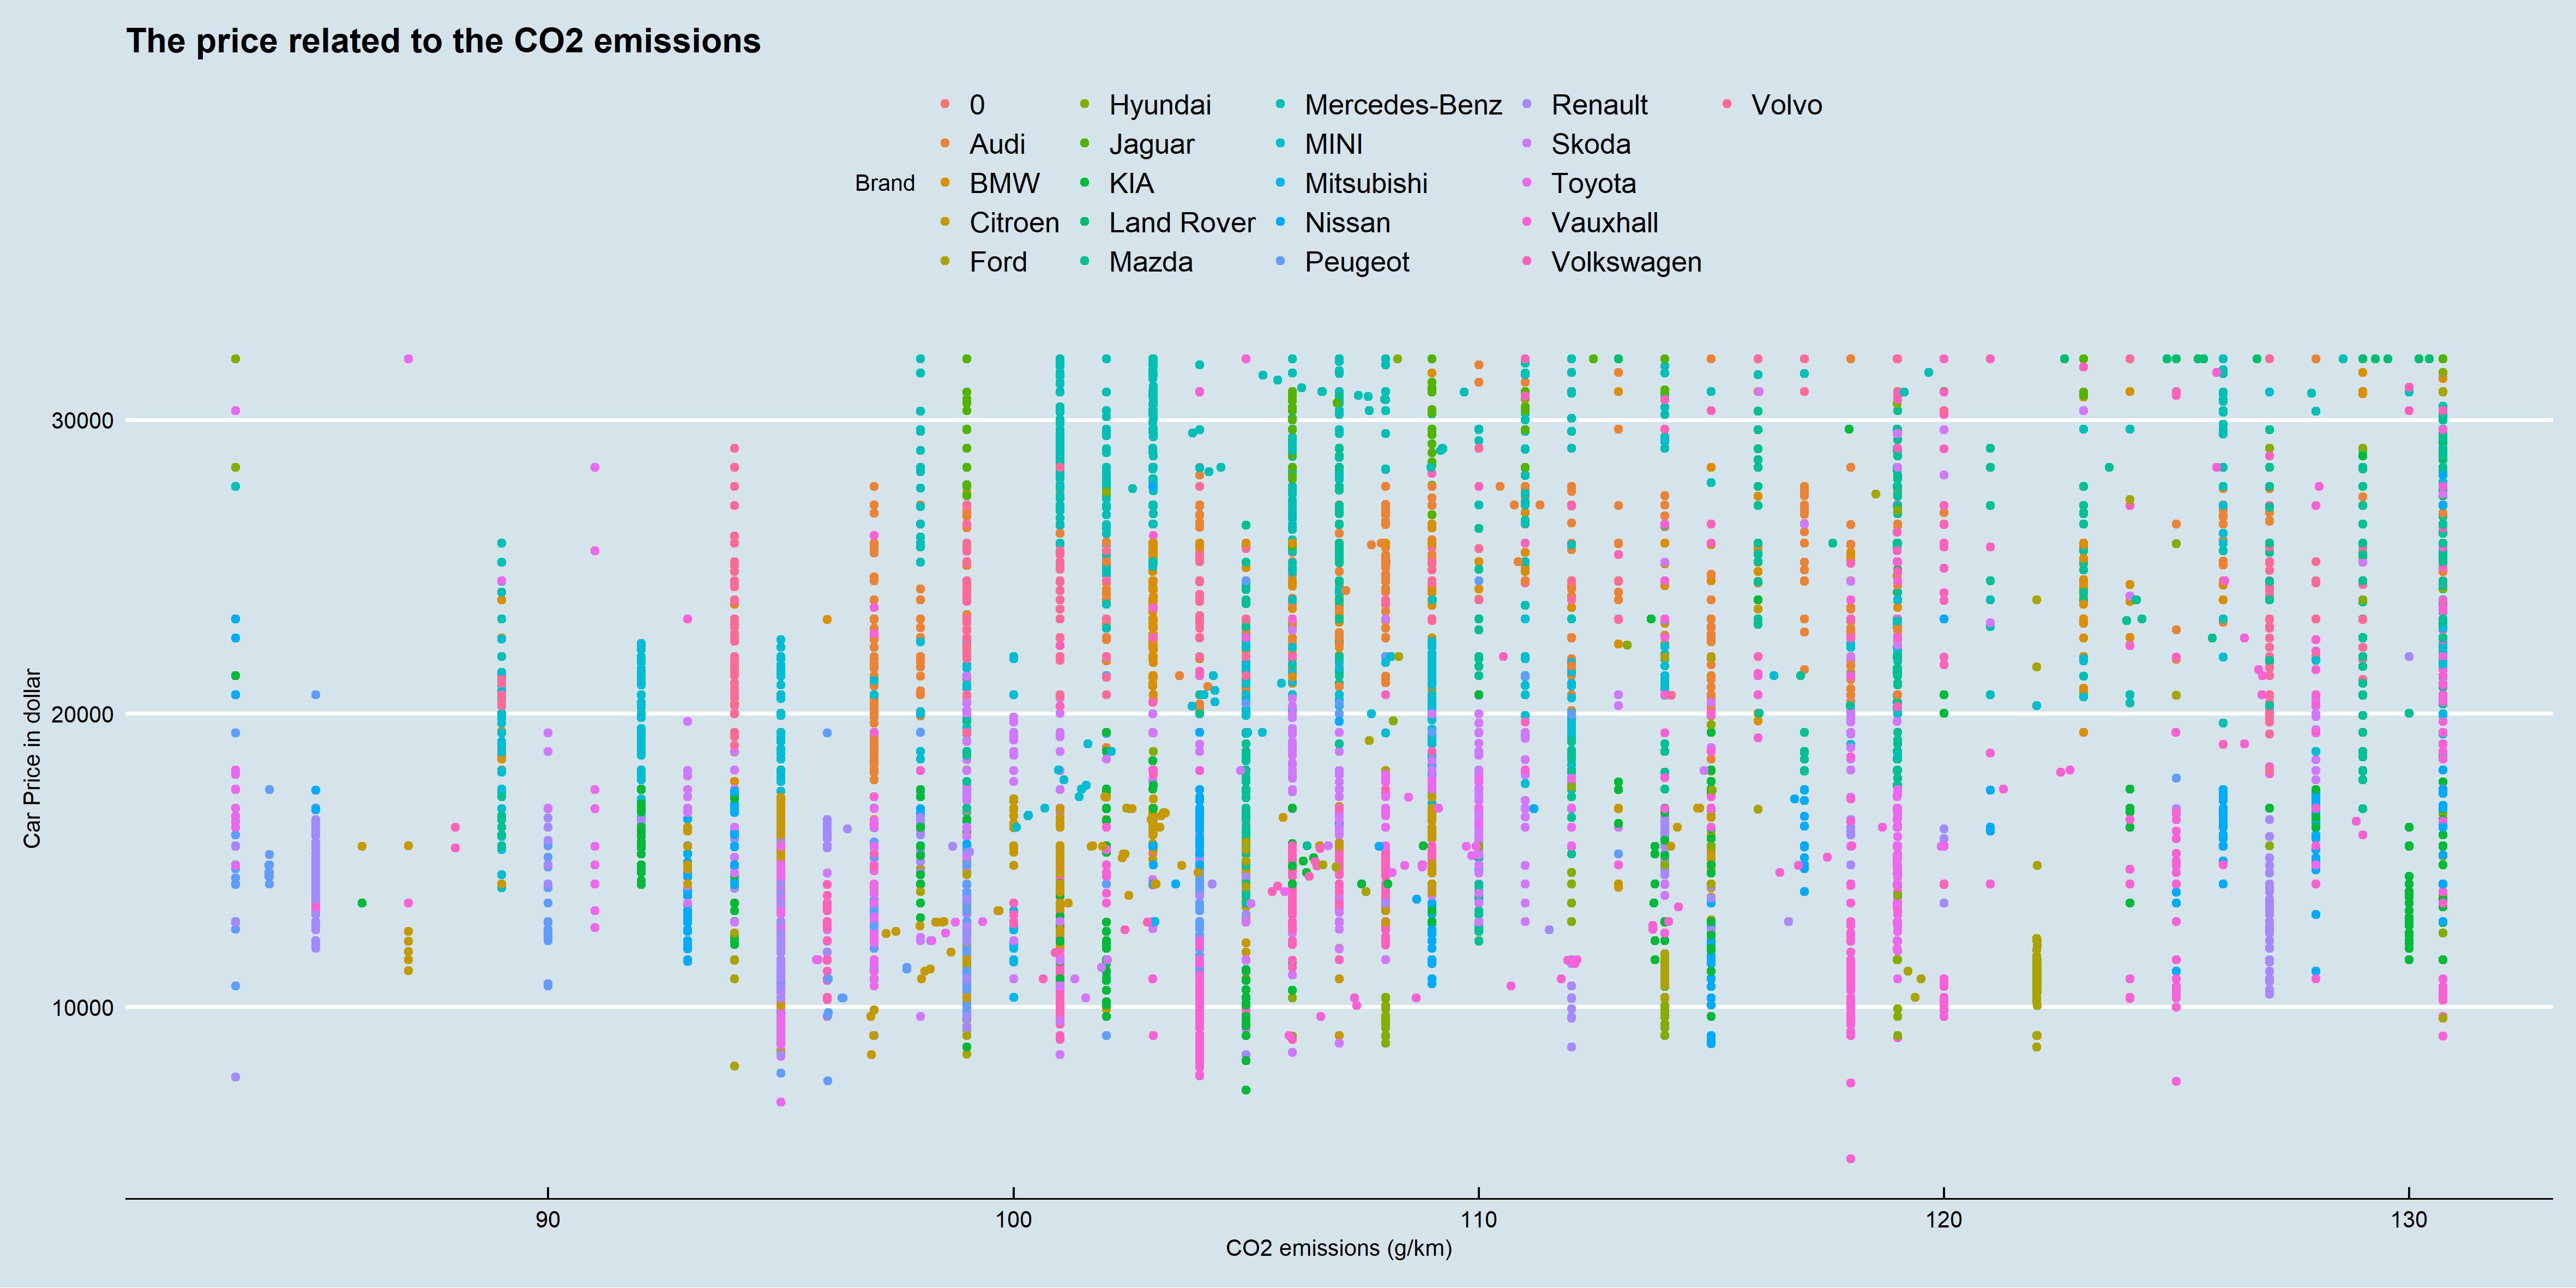 The price related to the CO2 emissions
0 Hyundai Mercedes-Benz Renault Volvo
Audi Jaguar MINI Skoda
Brand BMW KIA Mitsubishi Toyota
Citroen Land Rover Nissan Vauxhall
Ford Mazda Peugeot Volkswagen
30000
20000
10000
Car Price in dollar
90 100 110 120 130
CO2 emissions (g/km)